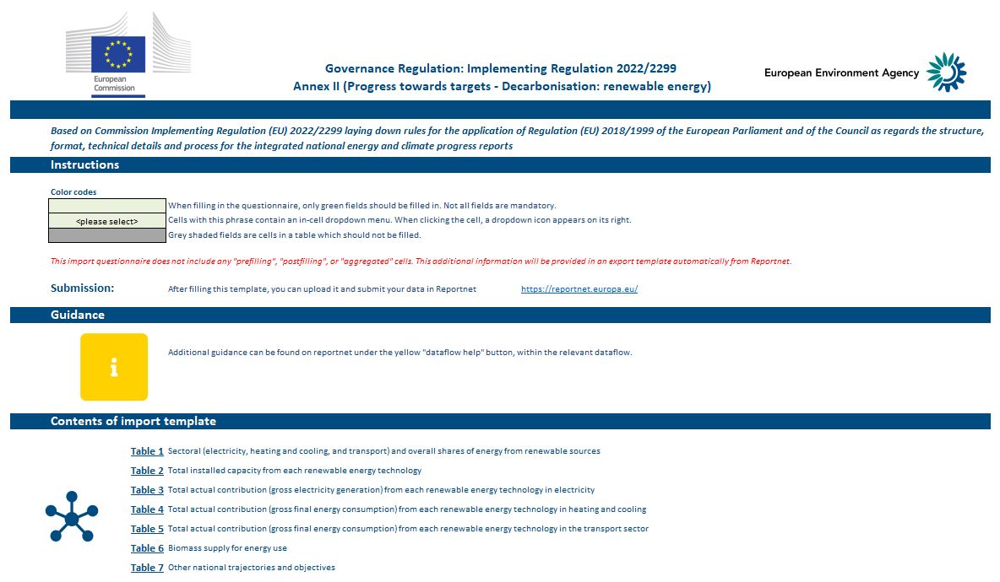 European
Commission
Governance Regulation: Implementing Regulation 2022/2299
Annex II (Progress towards targets - Decarbonisation: renewable energy)
European Environment Agency
Based on Commission Implementing Regulation (EU) 2022/2299 laying down rules for the application of Regulation (EU) 2018/1999 of the European Parliament and of the Council as regards the structure,
format, technical details and process for the integrated national energy and climate progress reports
Instructions
Color codes
When filling in the questionnaire, only green fields should be filled in. Not all fields are mandatory.
<please select> Cells with this phrase contain an in-cell dropdown menu. When clicking the cell, a dropdown icon appears on its right.
Grey shaded fields are cells in a table which should not be filled.
This import questionnaire does not include any "prefilling", "postfilling", or "aggregated" cells. This additional information will be provided in an export template automatically from Reportnet.
Submission: After filling this template, you can upload it and submit your data in Reportnet https://reportnet.europa.eu/
Guidance
i
Additional guidance can be found on reportnet under the yellow "dataflow help" button, within the relevant dataflow.
Contents of import template
Table 1 Sectoral (electricity, heating and cooling, and transport) and overall shares of energy from renewable sources
Table 2 Total installed capacity from each renewable energy technology
Table 3 Total actual contribution (gross electricity generation) from each renewable energy technology in electricity
Table 4 Total actual contribution (gross final energy consumption) from each renewable energy technology in heating and cooling
Table 5 Total actual contribution (gross final energy consumption) from each renewable energy technology in the transport sector
Table 6 Biomass supply for energy use
Table 7 Other national trajectories and objectives